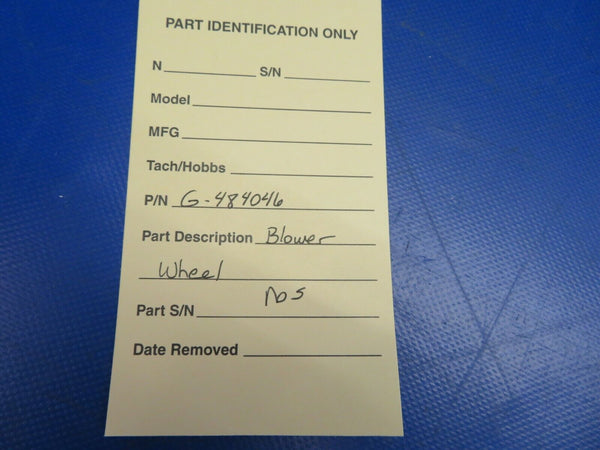 PART IDENTIFICATION ONLY
N S/N
Model
MFG
Tach/Hobbs
P/N G-484046
Part Description Blower
Wheel
NOS
Part S/N
Date Removed